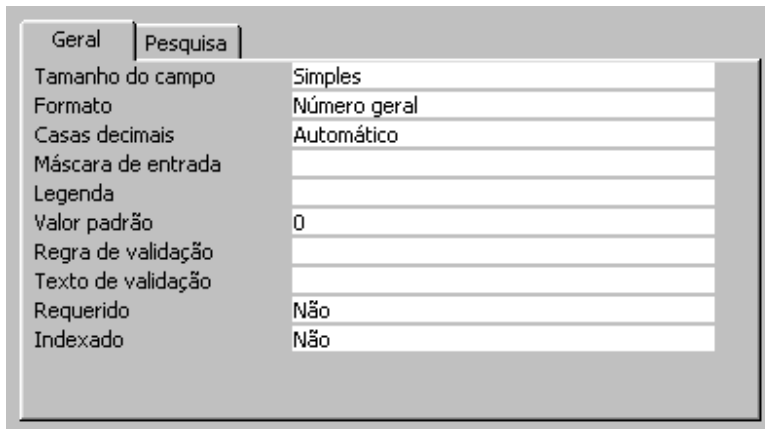 Geral Pesquisa
Tamanho do campo Simples
Formato Número geral
Casas decimais Automático
Máscara de entrada
Legenda
Valor padrão 0
Regra de validação
Texto de validação
Requerido Não
Indexado Não